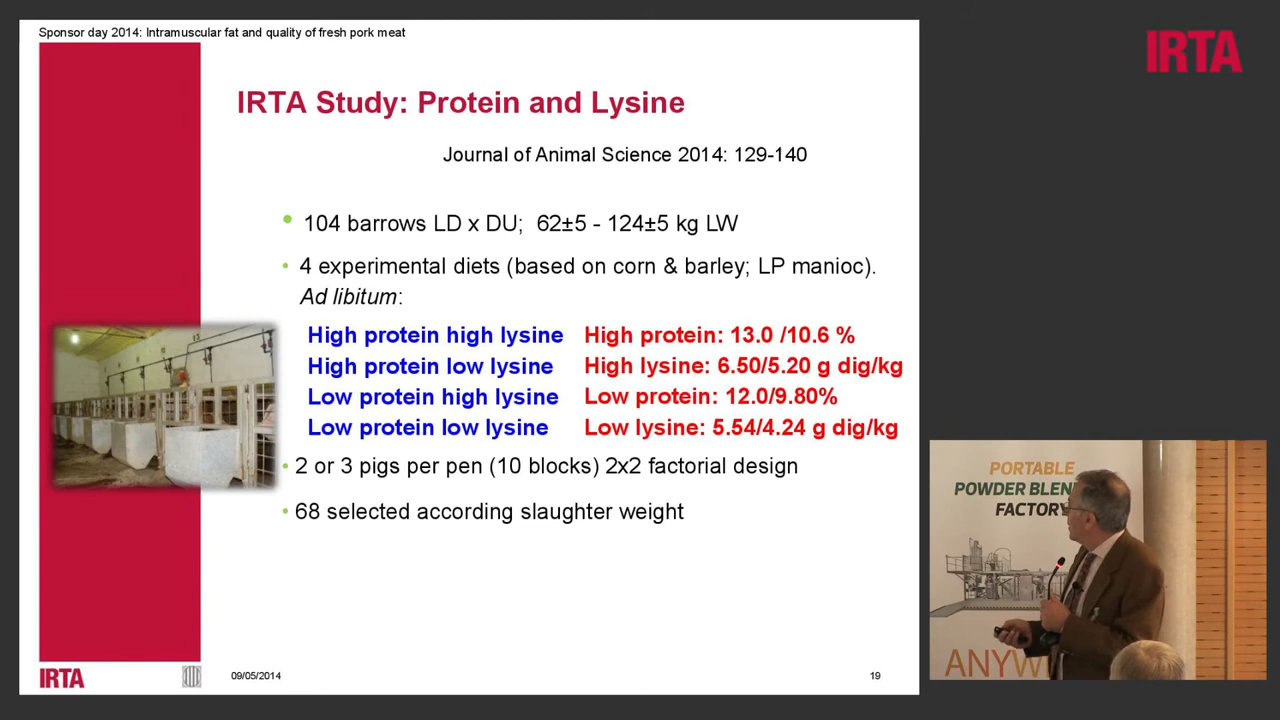 Sponsor day 2014: Intramuscular fat and quality of fresh pork meat
IRTA
IRTA Study: Protein and Lysine
Journal of Animal Science 2014: 129-140
• 104 barrows LD x DU; 62±5 - 124±5 kg LW
• 4 experimental diets (based on corn & barley; LP manioc).
Ad libitum:
High protein high lysine High protein: 13.0 /10.6 %
High protein low lysine High lysine: 6.50/5.20 g dig/kg
Low protein high lysine Low protein: 12.0/9.80%
Low protein low lysine Low lysine: 5.54/4.24 g dig/kg
• 2 or 3 pigs per pen (10 blocks) 2x2 factorial design
• 68 selected according slaughter weight
PORTABLE
POWDER
FACTORY
IRTA
09/05/2014
19